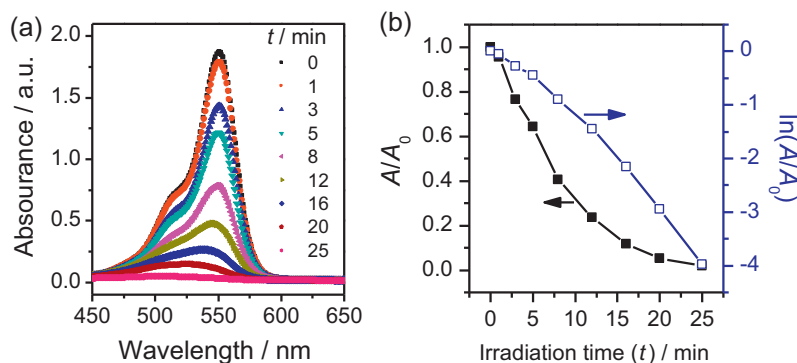 (a)
2.0
1.5
1.0
0.5
0.0
Absourance / a.u.
450 500 550 600 650
Wavelength / nm
t / min
0
1
3
5
8
12
16
20
25
(b)
1.0
0.8
0.6
0.4
0.2
0.0
A/A₀
0 5 10 15 20 25
Irradiation time (t) / min
0
-1
-2
-3
-4
ln(A/A₀)